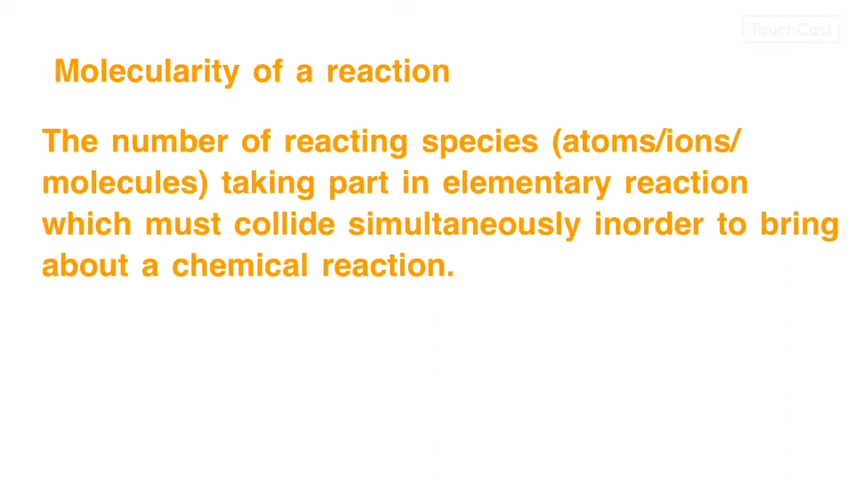 TouchCast
Molecularity of a reaction
The number of reacting species (atoms/ions/
molecules) taking part in elementary reaction
which must collide simultaneously inorder to bring
about a chemical reaction.